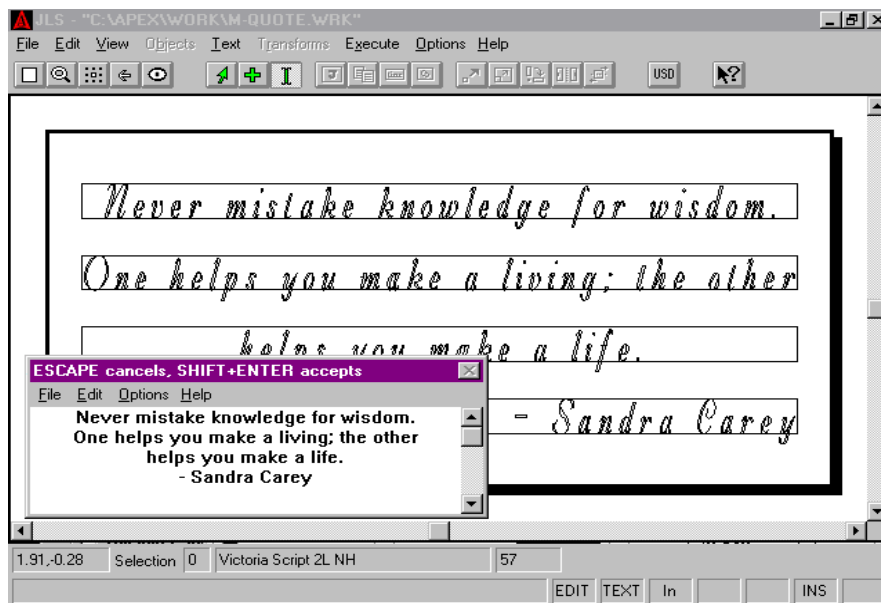 JLS - "C:\APEX\WORK\M-QUOTE.WRK"
File Edit View Objects Text Transforms Execute Options Help
USD
Never mistake knowledge for wisdom.
One helps you make a living; the other
helps you make a life.
- Sandra Carey
ESCAPE cancels, SHIFT+ENTER accepts
File Edit Options Help
Never mistake knowledge for wisdom.
One helps you make a living; the other
helps you make a life.
- Sandra Carey
1.91,-0.28 Selection 0 Victoria Script 2L NH 57
EDIT TEXT In INS